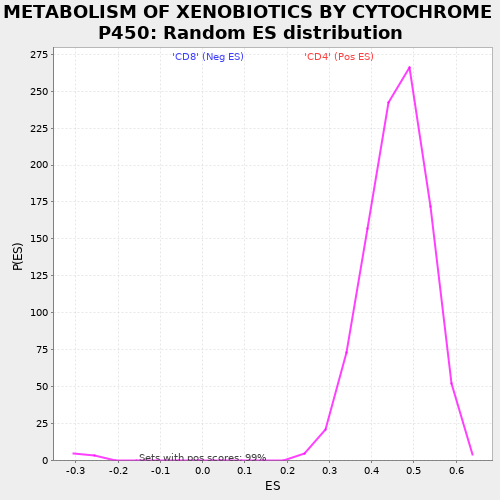 METABOLISM OF XENOBIOTICS BY CYTOCHROME
P450: Random ES distribution
'CD8' (Neg ES)
'CD4' (Pos ES)
275
250
225
200
175
150
125
100
75
50
25
0
P(ES)
Sets with pos scores: 99%
-0.3 -0.2 -0.1 0.0 0.1 0.2 0.3 0.4 0.5 0.6
ES